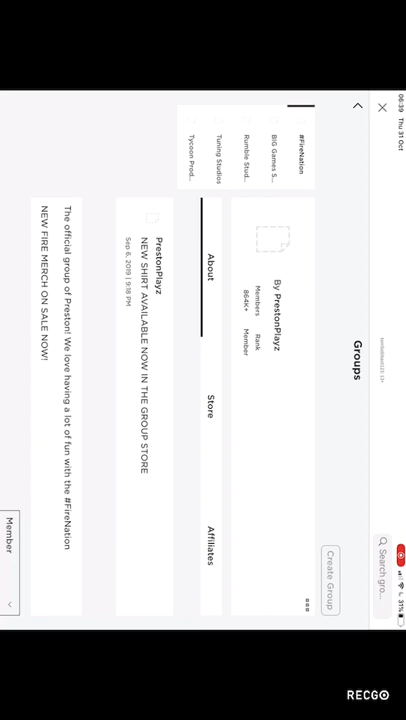 06:39 Thu 31 Oct
31%
Groups
Search gro...
Create Group
#FireNation
BIG Games S...
Rumble Stud...
Tuning Studios
Tycoon Prod...
By PrestonPlayz
Members Rank
864K+ Member
About Store Affiliates
PrestonPlayz
NEW SHIRT AVAILABLE NOW IN THE GROUP STORE
Sep 6, 2019 | 9:18 PM
The official group of Preston! We love having a lot of fun with the #FireNation
NEW FIRE MERCH ON SALE NOW!
Member
RECGO